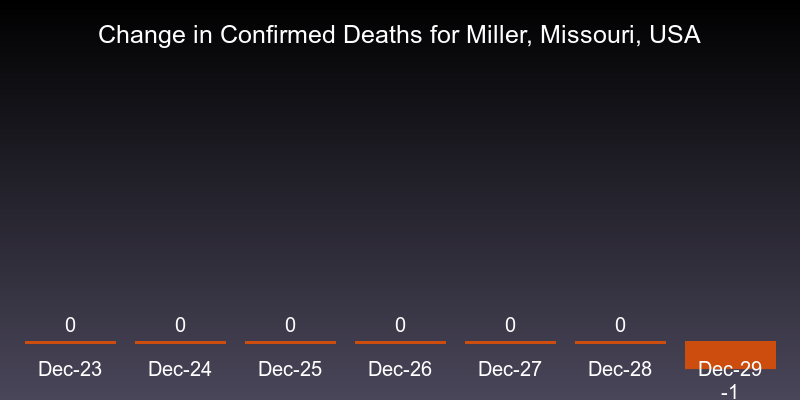 Change in Confirmed Deaths for Miller, Missouri, USA
0 0 0 0 0 0
Dec-23 Dec-24 Dec-25 Dec-26 Dec-27 Dec-28 Dec-29
-1